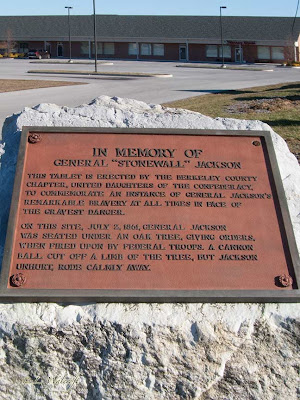 IN MEMORY OF
GENERAL "STONEWALL" JACKSON
THIS TABLET IS ERECTED BY THE BERKELEY COUNTY
CHAPTER, UNITED DAUGHTERS OF THE CONFEDERACY,
TO COMMEMORATE AN INSTANCE OF GENERAL JACKSON'S
REMARKABLE BRAVERY AT ALL TIMES IN FACE OF
THE GRAVEST DANGER.
ON THIS SITE, JULY 2, 1861, GENERAL JACKSON
WAS SEATED UNDER AN OAK TREE, GIVING ORDERS,
WHEN FIRED UPON BY FEDERAL TROOPS. A CANNON
BALL CUT OFF A LIMB OF THE TREE, BUT JACKSON
UNHURT, RODE CALMLY AWAY.